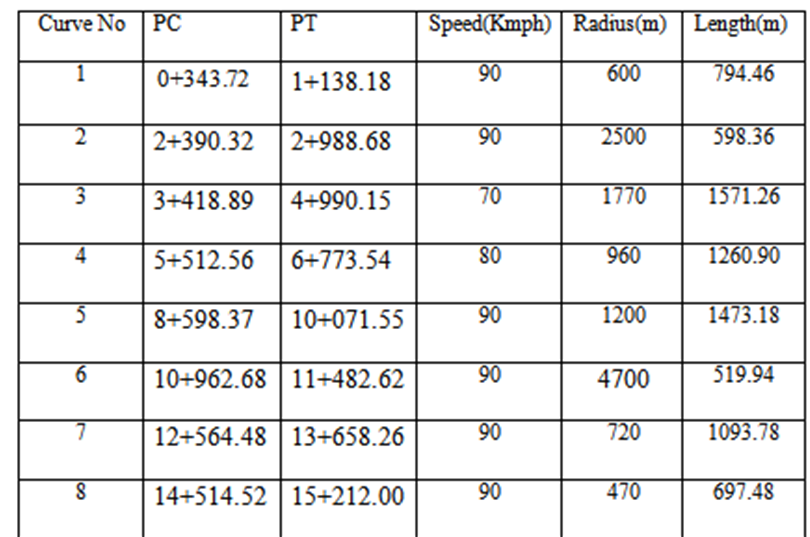 Curve No PC PT Speed(Kmph) Radius(m) Length(m)
1 0+343.72 1+138.18 90 600 794.46
2 2+390.32 2+988.68 90 2500 598.36
3 3+418.89 4+990.15 70 1770 1571.26
4 5+512.56 6+773.54 80 960 1260.90
5 8+598.37 10+071.55 90 1200 1473.18
6 10+962.68 11+482.62 90 4700 519.94
7 12+564.48 13+658.26 90 720 1093.78
8 14+514.52 15+212.00 90 470 697.48